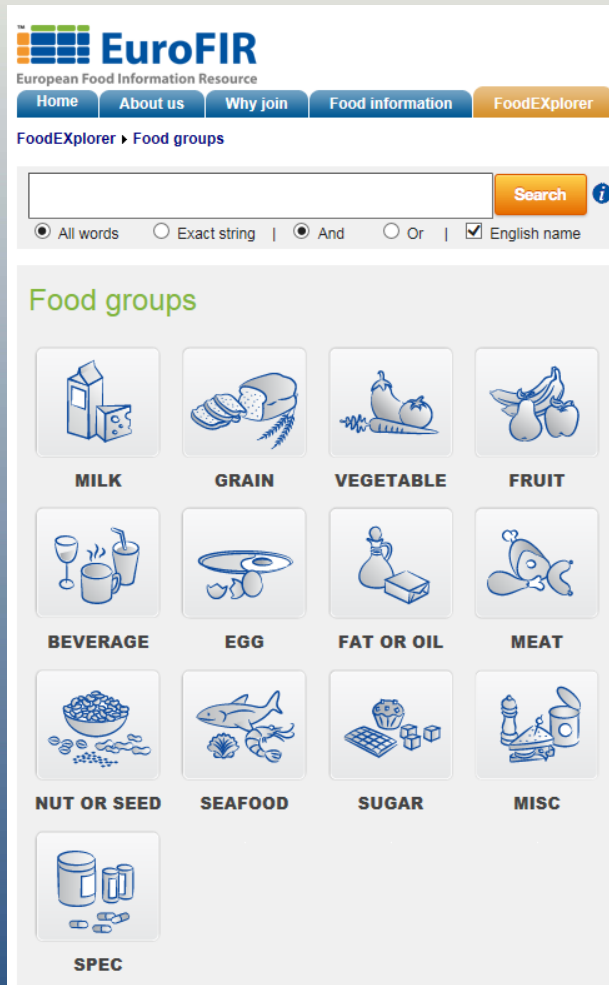 ™
EuroFIR
European Food Information Resource
Home About us Why join Food information FoodEXplorer
FoodEXplorer ▸ Food groups
Search i
All words Exact string | And Or | English name
Food groups
MILK GRAIN VEGETABLE FRUIT
BEVERAGE EGG FAT OR OIL MEAT
NUT OR SEED SEAFOOD SUGAR MISC
SPEC